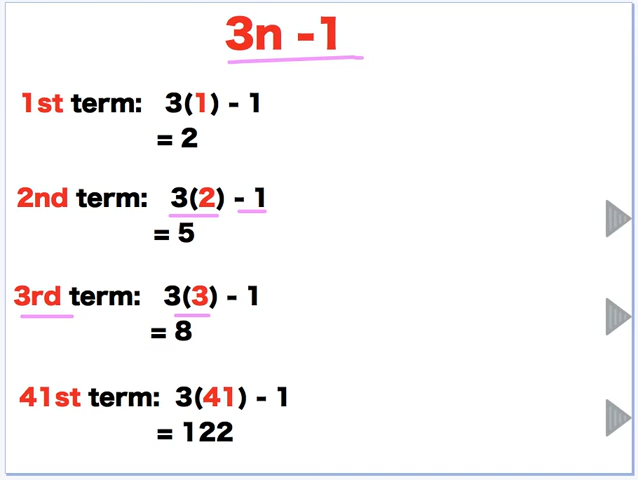 3n -1
1st term: 3(1) - 1
= 2
2nd term: 3(2) - 1
= 5
3rd term: 3(3) - 1
= 8
41st term: 3(41) - 1
= 122